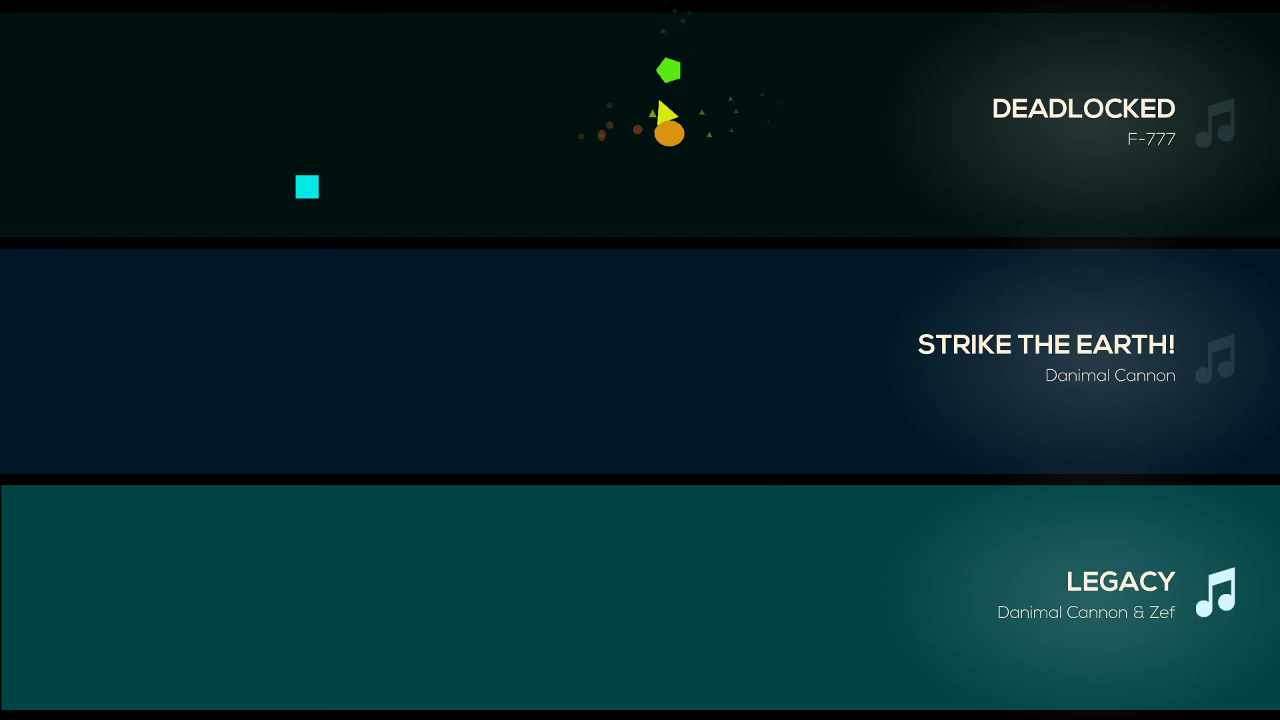 DEADLOCKED
F-777
STRIKE THE EARTH!
Danimal Cannon
LEGACY
Danimal Cannon & Zef